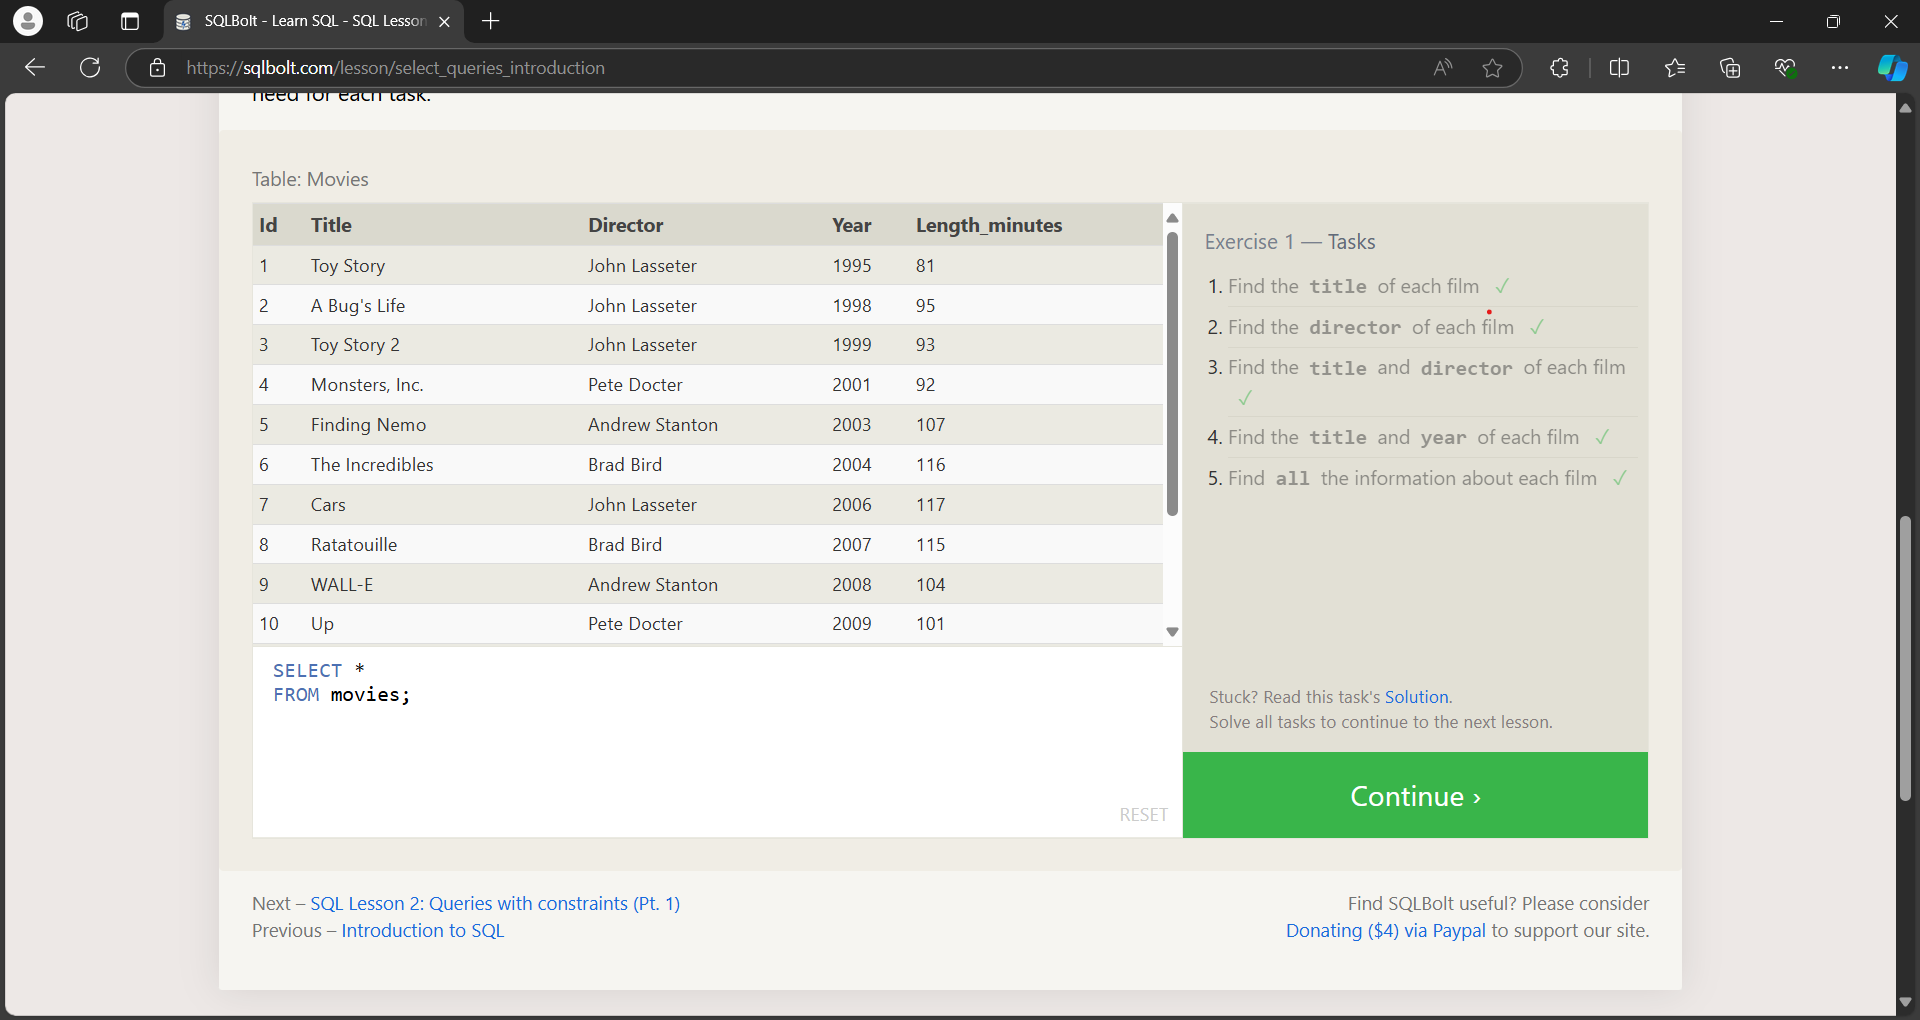 SQLBolt - Learn SQL - SQL Lesson
https://sqlbolt.com/lesson/select_queries_introduction
need for each task.
Table: Movies
Id Title Director Year Length_minutes
1 Toy Story John Lasseter 1995 81
2 A Bug's Life John Lasseter 1998 95
3 Toy Story 2 John Lasseter 1999 93
4 Monsters, Inc. Pete Docter 2001 92
5 Finding Nemo Andrew Stanton 2003 107
6 The Incredibles Brad Bird 2004 116
7 Cars John Lasseter 2006 117
8 Ratatouille Brad Bird 2007 115
9 WALL-E Andrew Stanton 2008 104
10 Up Pete Docter 2009 101
SELECT *
FROM movies;
RESET
Exercise 1 — Tasks
1. Find the title of each film ✓
2. Find the director of each film ✓
3. Find the title and director of each film
✓
4. Find the title and year of each film ✓
5. Find all the information about each film ✓
Stuck? Read this task's Solution.
Solve all tasks to continue to the next lesson.
Continue ›
Next – SQL Lesson 2: Queries with constraints (Pt. 1)
Previous – Introduction to SQL
Find SQLBolt useful? Please consider
Donating ($4) via Paypal to support our site.